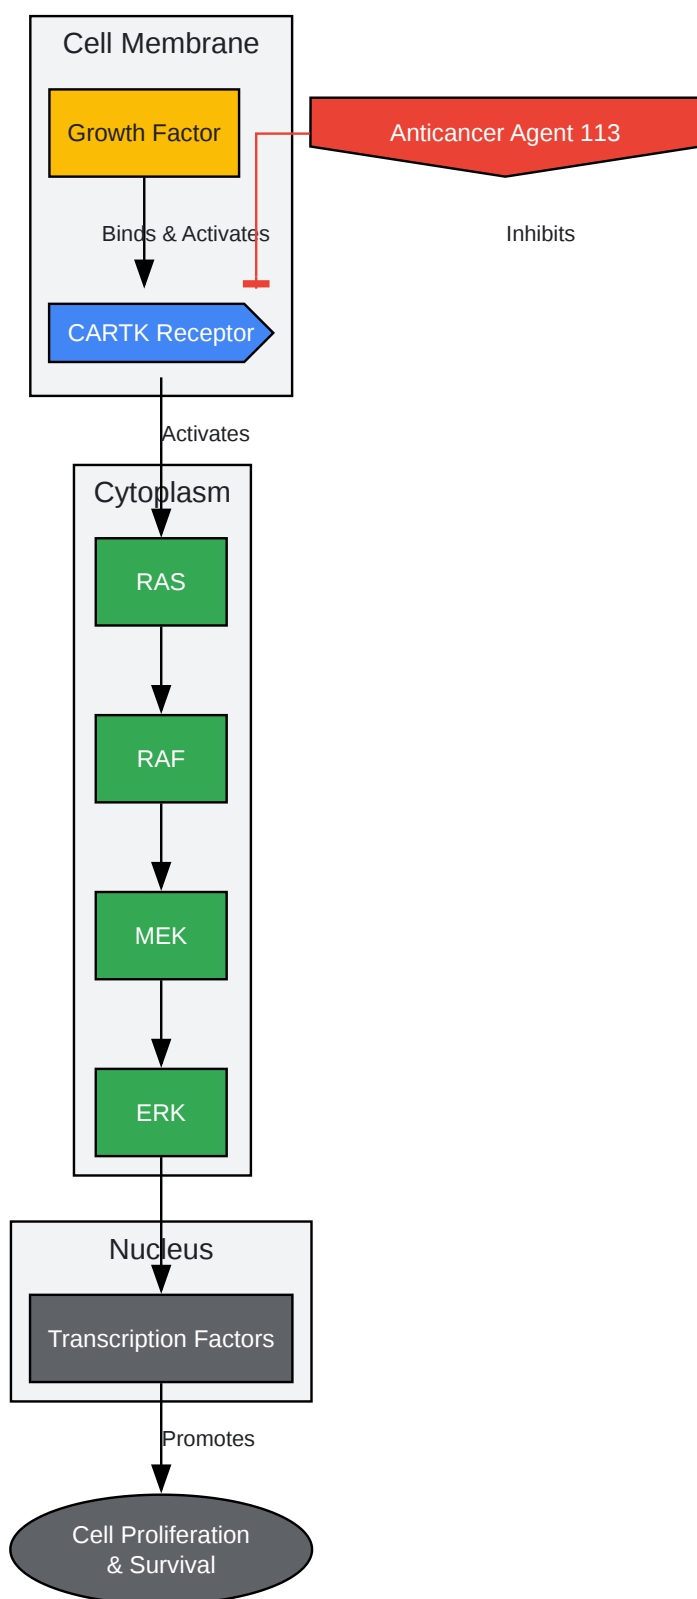 Cell Membrane
Growth Factor
Anticancer Agent 113
Binds & Activates
Inhibits
CARTK Receptor
Activates
Cytoplasm
RAS
RAF
MEK
ERK
Nucleus
Transcription Factors
Promotes
Cell Proliferation
& Survival